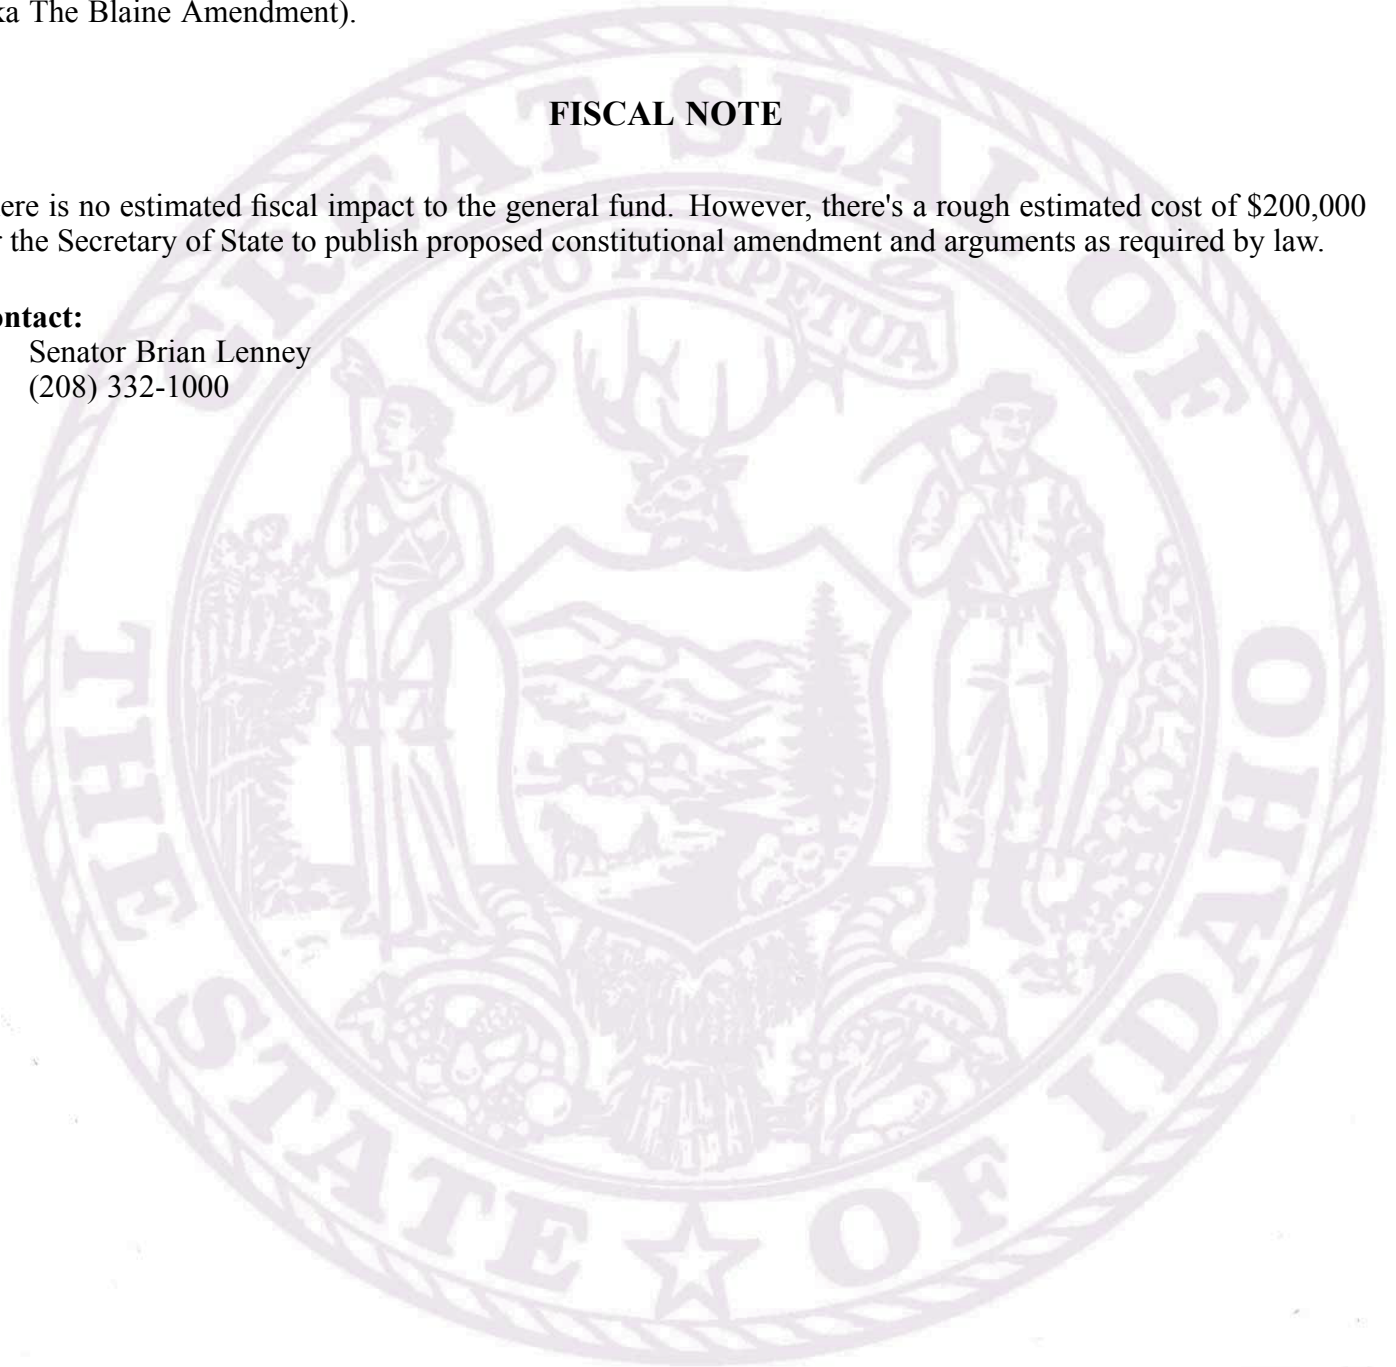 ka The Blaine Amendment).
FISCAL NOTE
ere is no estimated fiscal impact to the general fund. However, there's a rough estimated cost of $200,000
r the Secretary of State to publish proposed constitutional amendment and arguments as required by law.
ontact:
Senator Brian Lenney
(208) 332-1000
GREAT SEAL OF
THE STATE OF IDAHO
ESTO PERPETUA